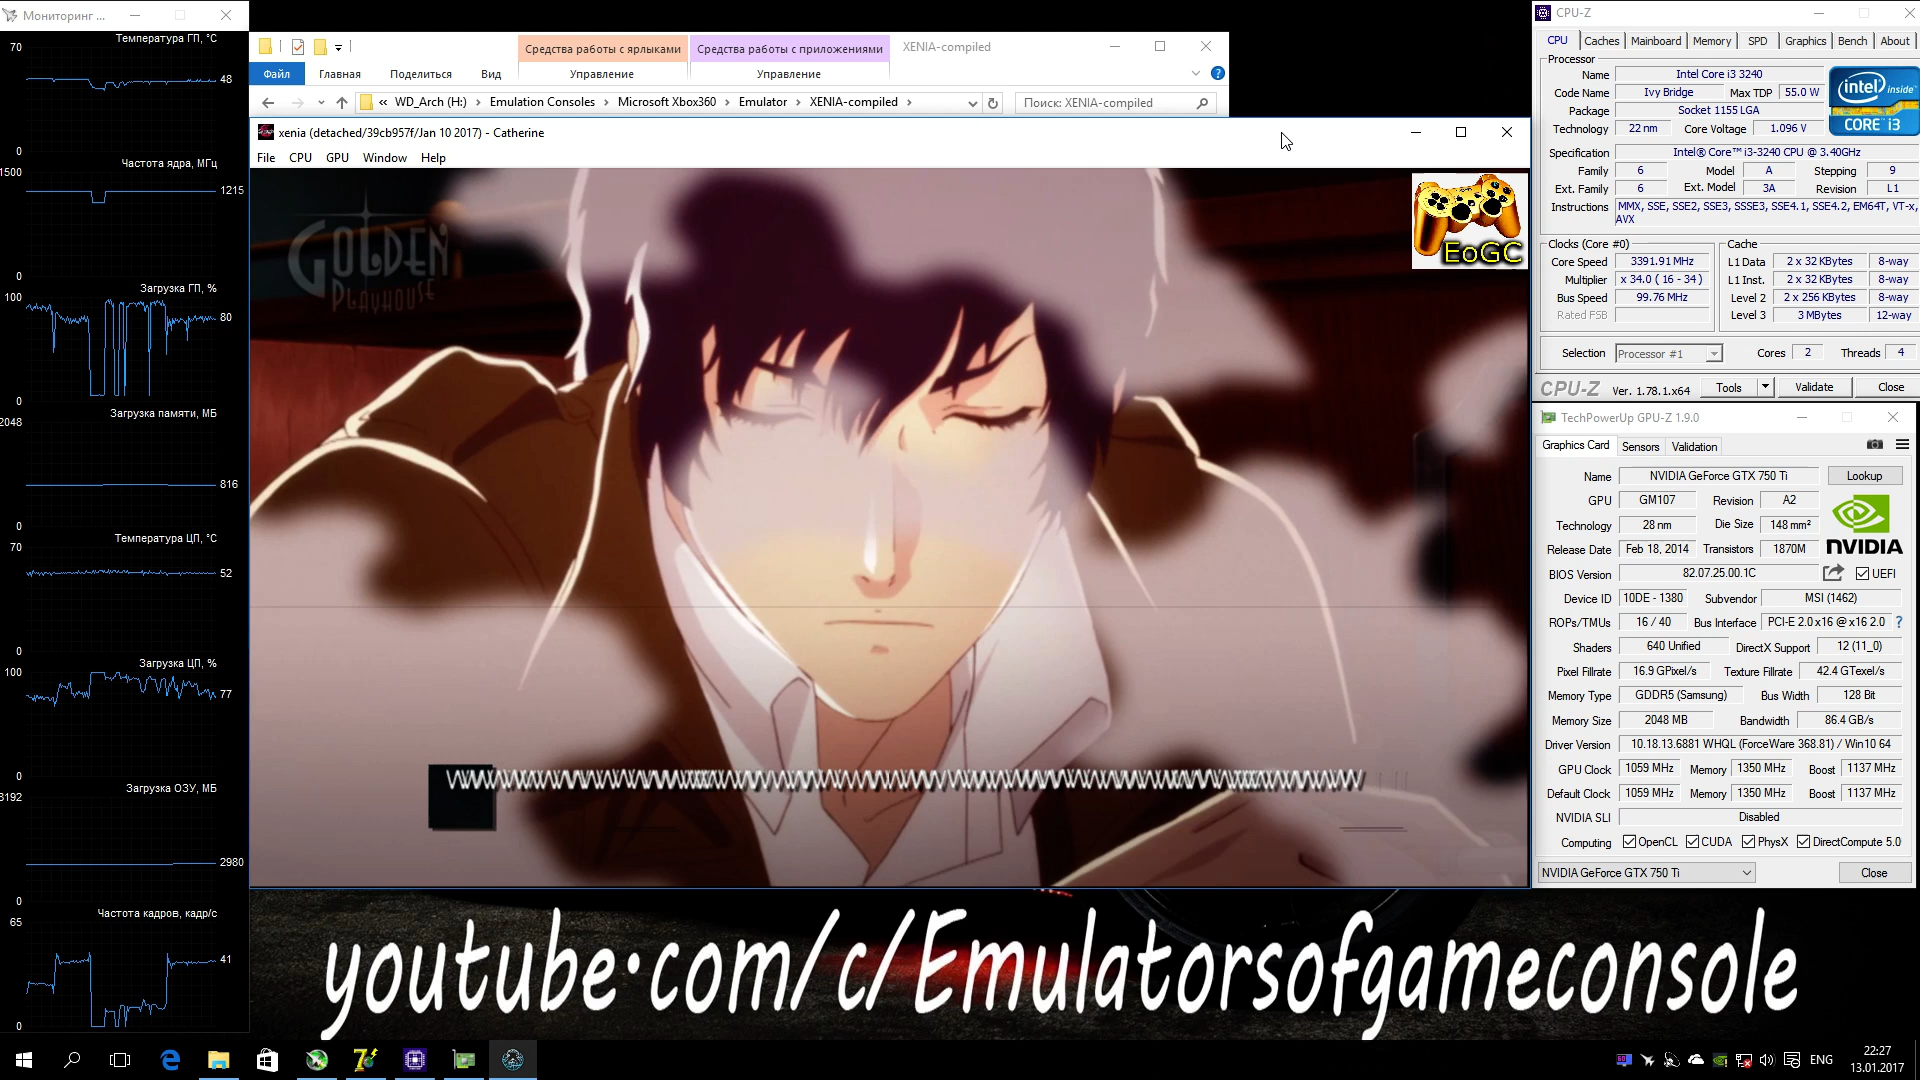 Мониторинг ...
Температура ГП, °C
70
48
0
Частота ядра, МГц
1500
1215
0
Загрузка ГП, %
100
80
0
Загрузка памяти, МБ
2048
816
0
Температура ЦП, °C
70
52
0
Загрузка ЦП, %
100
77
0
Загрузка ОЗУ, МБ
8192
2980
0
Частота кадров, кадр/с
65
41
0
Средства работы с ярлыками
Средства работы с приложениями
XENIA-compiled
Файл
Главная
Поделиться
Вид
Управление
Управление
« WD_Arch (H:) › Emulation Consoles › Microsoft Xbox360 › Emulator › XENIA-compiled ›
Поиск: XENIA-compiled
xenia (detached/39cb957f/Jan 10 2017) - Catherine
File CPU GPU Window Help
GOLDEN
PLAYHOUSE
EoGC
youtube.com/c/Emulatorsofgameconsole
CPU-Z
CPU Caches Mainboard Memory SPD Graphics Bench About
Processor
Name Intel Core i3 3240
Code Name Ivy Bridge Max TDP 55.0 W
Package Socket 1155 LGA
Technology 22 nm Core Voltage 1.096 V
intel inside™
CORE i3
Specification Intel® Core™ i3-3240 CPU @ 3.40GHz
Family 6 Model A Stepping 9
Ext. Family 6 Ext. Model 3A Revision L1
Instructions MMX, SSE, SSE2, SSE3, SSSE3, SSE4.1, SSE4.2, EM64T, VT-x,
AVX
Clocks (Core #0)
Core Speed 3391.91 MHz
Multiplier x 34.0 ( 16 - 34 )
Bus Speed 99.76 MHz
Rated FSB
Cache
L1 Data 2 x 32 KBytes 8-way
L1 Inst. 2 x 32 KBytes 8-way
Level 2 2 x 256 KBytes 8-way
Level 3 3 MBytes 12-way
Selection Processor #1 Cores 2 Threads 4
CPU-Z Ver. 1.78.1.x64 Tools Validate Close
TechPowerUp GPU-Z 1.9.0
Graphics Card Sensors Validation
Name NVIDIA GeForce GTX 750 Ti Lookup
GPU GM107 Revision A2
Technology 28 nm Die Size 148 mm²
Release Date Feb 18, 2014 Transistors 1870M
NVIDIA
BIOS Version 82.07.25.00.1C UEFI
Device ID 10DE - 1380 Subvendor MSI (1462)
ROPs/TMUs 16 / 40 Bus Interface PCI-E 2.0 x16 @ x16 2.0 ?
Shaders 640 Unified DirectX Support 12 (11_0)
Pixel Fillrate 16.9 GPixel/s Texture Fillrate 42.4 GTexel/s
Memory Type GDDR5 (Samsung) Bus Width 128 Bit
Memory Size 2048 MB Bandwidth 86.4 GB/s
Driver Version 10.18.13.6881 WHQL (ForceWare 368.81) / Win10 64
GPU Clock 1059 MHz Memory 1350 MHz Boost 1137 MHz
Default Clock 1059 MHz Memory 1350 MHz Boost 1137 MHz
NVIDIA SLI Disabled
Computing OpenCL CUDA PhysX DirectCompute 5.0
NVIDIA GeForce GTX 750 Ti Close
ENG
22:27
13.01.2017